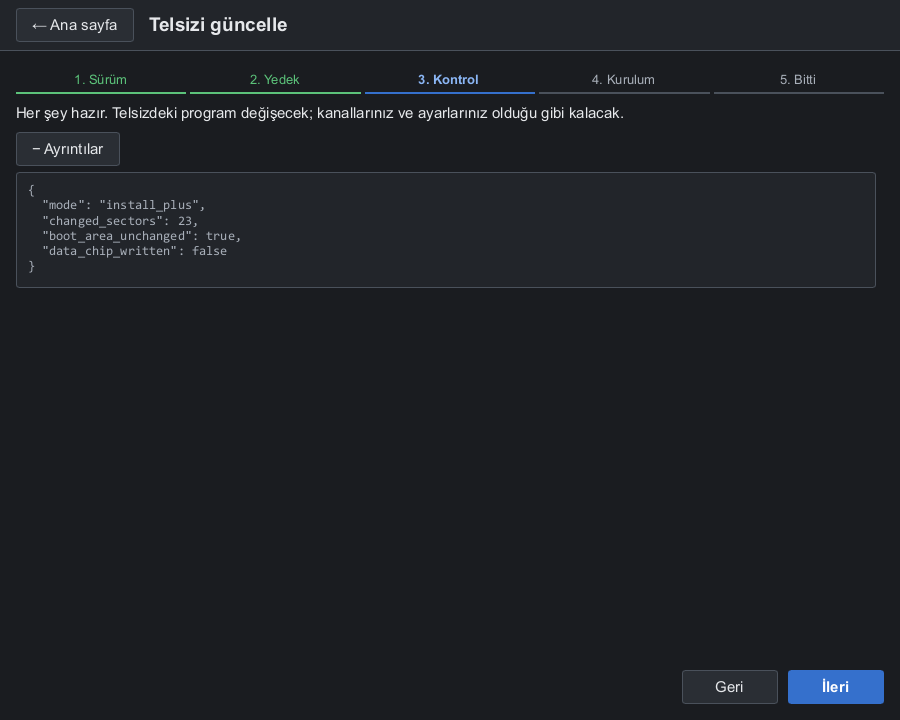 ← Ana sayfa Telsizi güncelle
1. Sürüm 2. Yedek 3. Kontrol 4. Kurulum 5. Bitti
Her şey hazır. Telsizdeki program değişecek; kanallarınız ve ayarlarınız olduğu gibi kalacak.
− Ayrıntılar
{
  "mode": "install_plus",
  "changed_sectors": 23,
  "boot_area_unchanged": true,
  "data_chip_written": false
}
Geri İleri